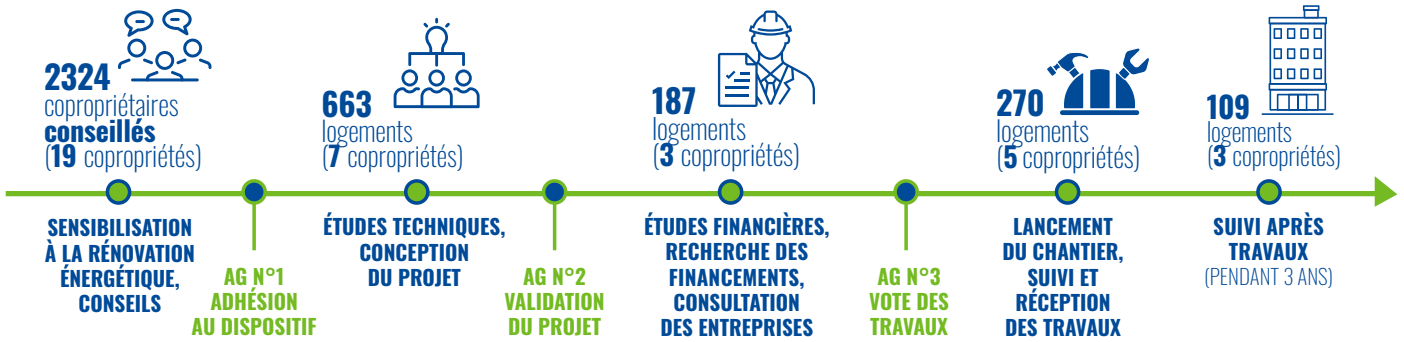 2324
copropriétaires
conseillés
(19 copropriétés)
663
logements
(7 copropriétés)
187
logements
(3 copropriétés)
270
logements
(5 copropriétés)
109
logements
(3 copropriétés)
SENSIBILISATION
À LA RÉNOVATION
ÉNERGÉTIQUE,
CONSEILS
AG N°1
ADHÉSION
AU DISPOSITIF
ÉTUDES TECHNIQUES,
CONCEPTION
DU PROJET
AG N°2
VALIDATION
DU PROJET
ÉTUDES FINANCIÈRES,
RECHERCHE DES
FINANCEMENTS,
CONSULTATION
DES ENTREPRISES
AG N°3
VOTE DES
TRAVAUX
LANCEMENT
DU CHANTIER,
SUIVI ET
RÉCEPTION
DES TRAVAUX
SUIVI APRÈS
TRAVAUX
(PENDANT 3 ANS)